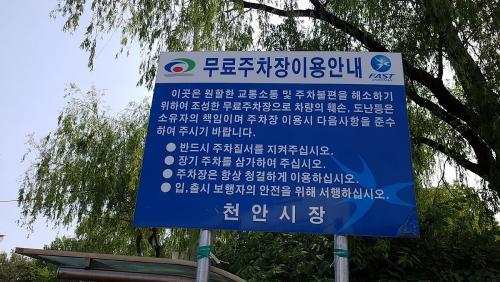 무료주차장이용안내
FAST
이곳은 원할한 교통소통 및 주차불편을 해소하기
위하여 조성한 무료주차장으로 차량의 훼손, 도난등은
소유자의 책임이며 주차장 이용시 다음사항을 준수
하여 주시기 바랍니다.
● 반드시 주차질서를 지켜주십시오.
● 장기 주차를 삼가하여 주십시오.
● 주차장은 항상 청결하게 이용하십시오.
● 입,출시 보행자의 안전을 위해 서행하십시오.
천안시장